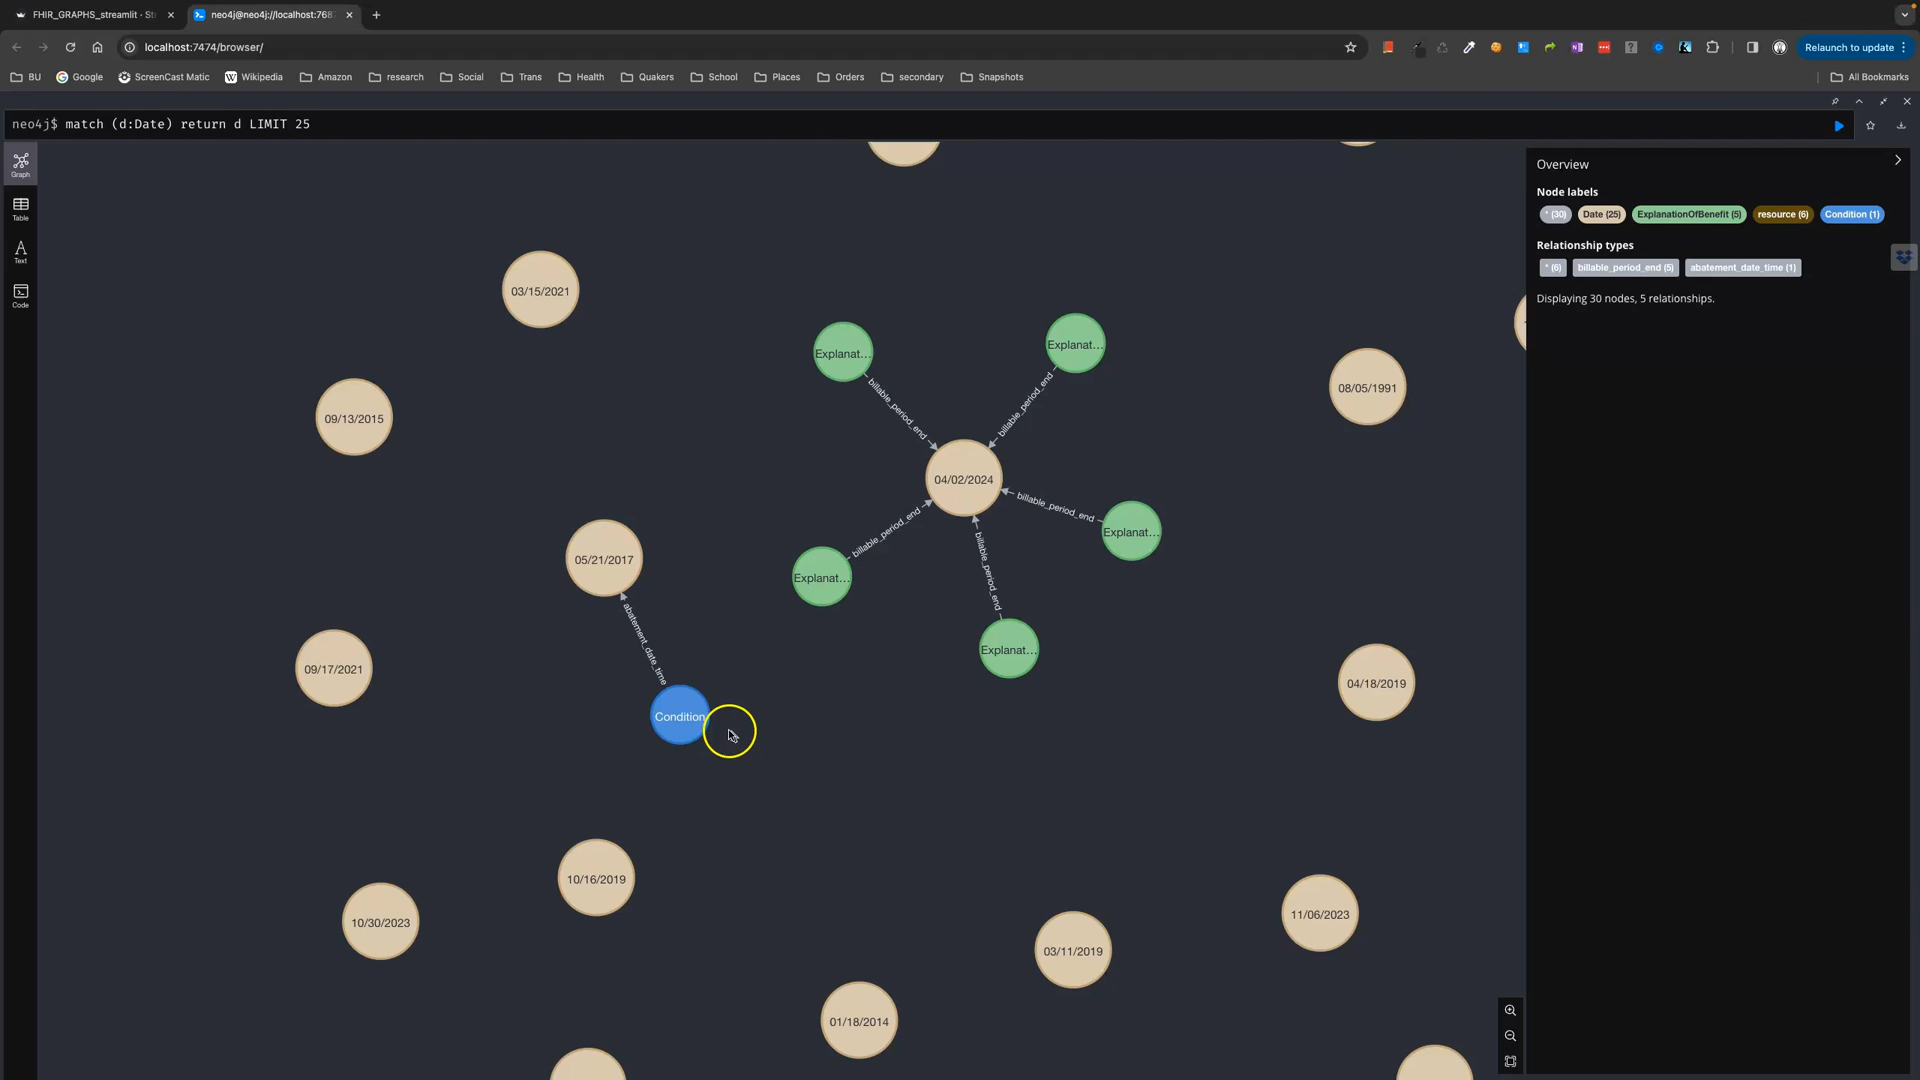 FHIR_GRAPHS_streamlit · St
neo4j@neo4j://localhost:768
localhost:7474/browser/
Relaunch to update
BU
Google
ScreenCast Matic
Wikipedia
Amazon
research
Social
Trans
Health
Quakers
School
Places
Orders
secondary
Snapshots
All Bookmarks
neo4j$ match (d:Date) return d LIMIT 25
Graph
Table
Text
Code
Overview
Node labels
* (30)
Date (25)
ExplanationOfBenefit (5)
resource (6)
Condition (1)
Relationship types
* (6)
billable_period_end (5)
abatement_date_time (1)
Displaying 30 nodes, 5 relationships.
03/15/2021
Explanat...
Explanat...
08/05/1991
09/13/2015
billable_period_end
billable_period_end
04/02/2024
billable_period_end
billable_period_end
Explanat...
05/21/2017
Explanat...
billable_period_end
abatement_date_time
Explanat...
09/17/2021
04/18/2019
Condition
10/16/2019
10/30/2023
11/06/2023
03/11/2019
01/18/2014